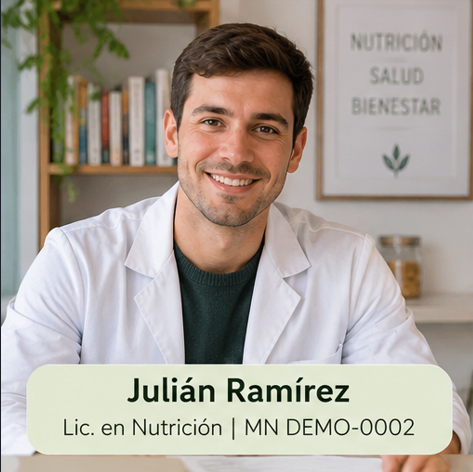 NUTRICIÓN
SALUD
BIENESTAR
Julián Ramírez
Lic. en Nutrición | MN DEMO-0002